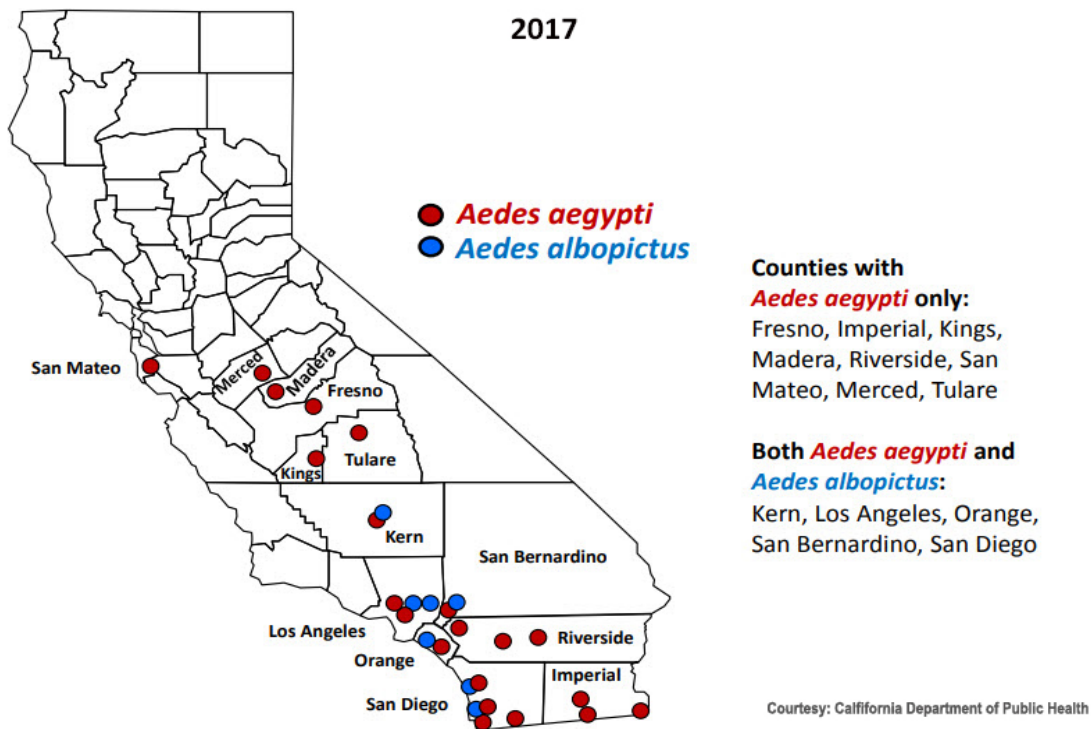 2017
Aedes aegypti
Aedes albopictus
Counties with
Aedes aegypti only:
Fresno, Imperial, Kings,
Madera, Riverside, San
Mateo, Merced, Tulare
Both Aedes aegypti and
Aedes albopictus:
Kern, Los Angeles, Orange,
San Bernardino, San Diego
San Mateo
Merced
Madera
Fresno
Tulare
Kings
Kern
San Bernardino
Los Angeles
Riverside
Orange
Imperial
San Diego
Courtesy: Calfifornia Department of Public Health